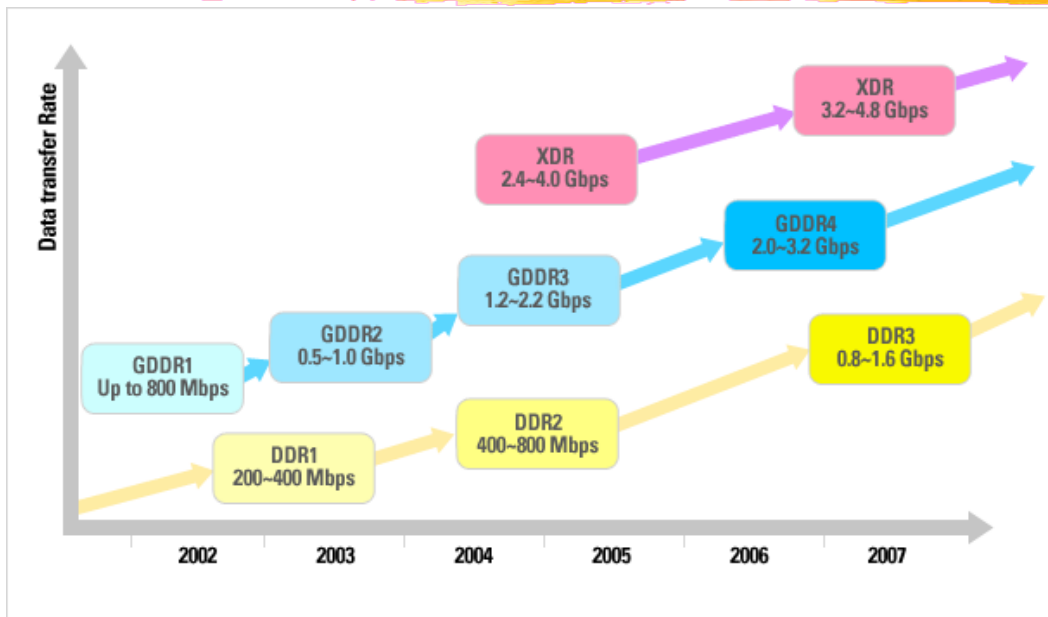 Data transfer Rate
XDR
3.2~4.8 Gbps
XDR
2.4~4.0 Gbps
GDDR4
2.0~3.2 Gbps
GDDR3
1.2~2.2 Gbps
GDDR2
0.5~1.0 Gbps
GDDR1
Up to 800 Mbps
DDR3
0.8~1.6 Gbps
DDR2
400~800 Mbps
DDR1
200~400 Mbps
2002 2003 2004 2005 2006 2007